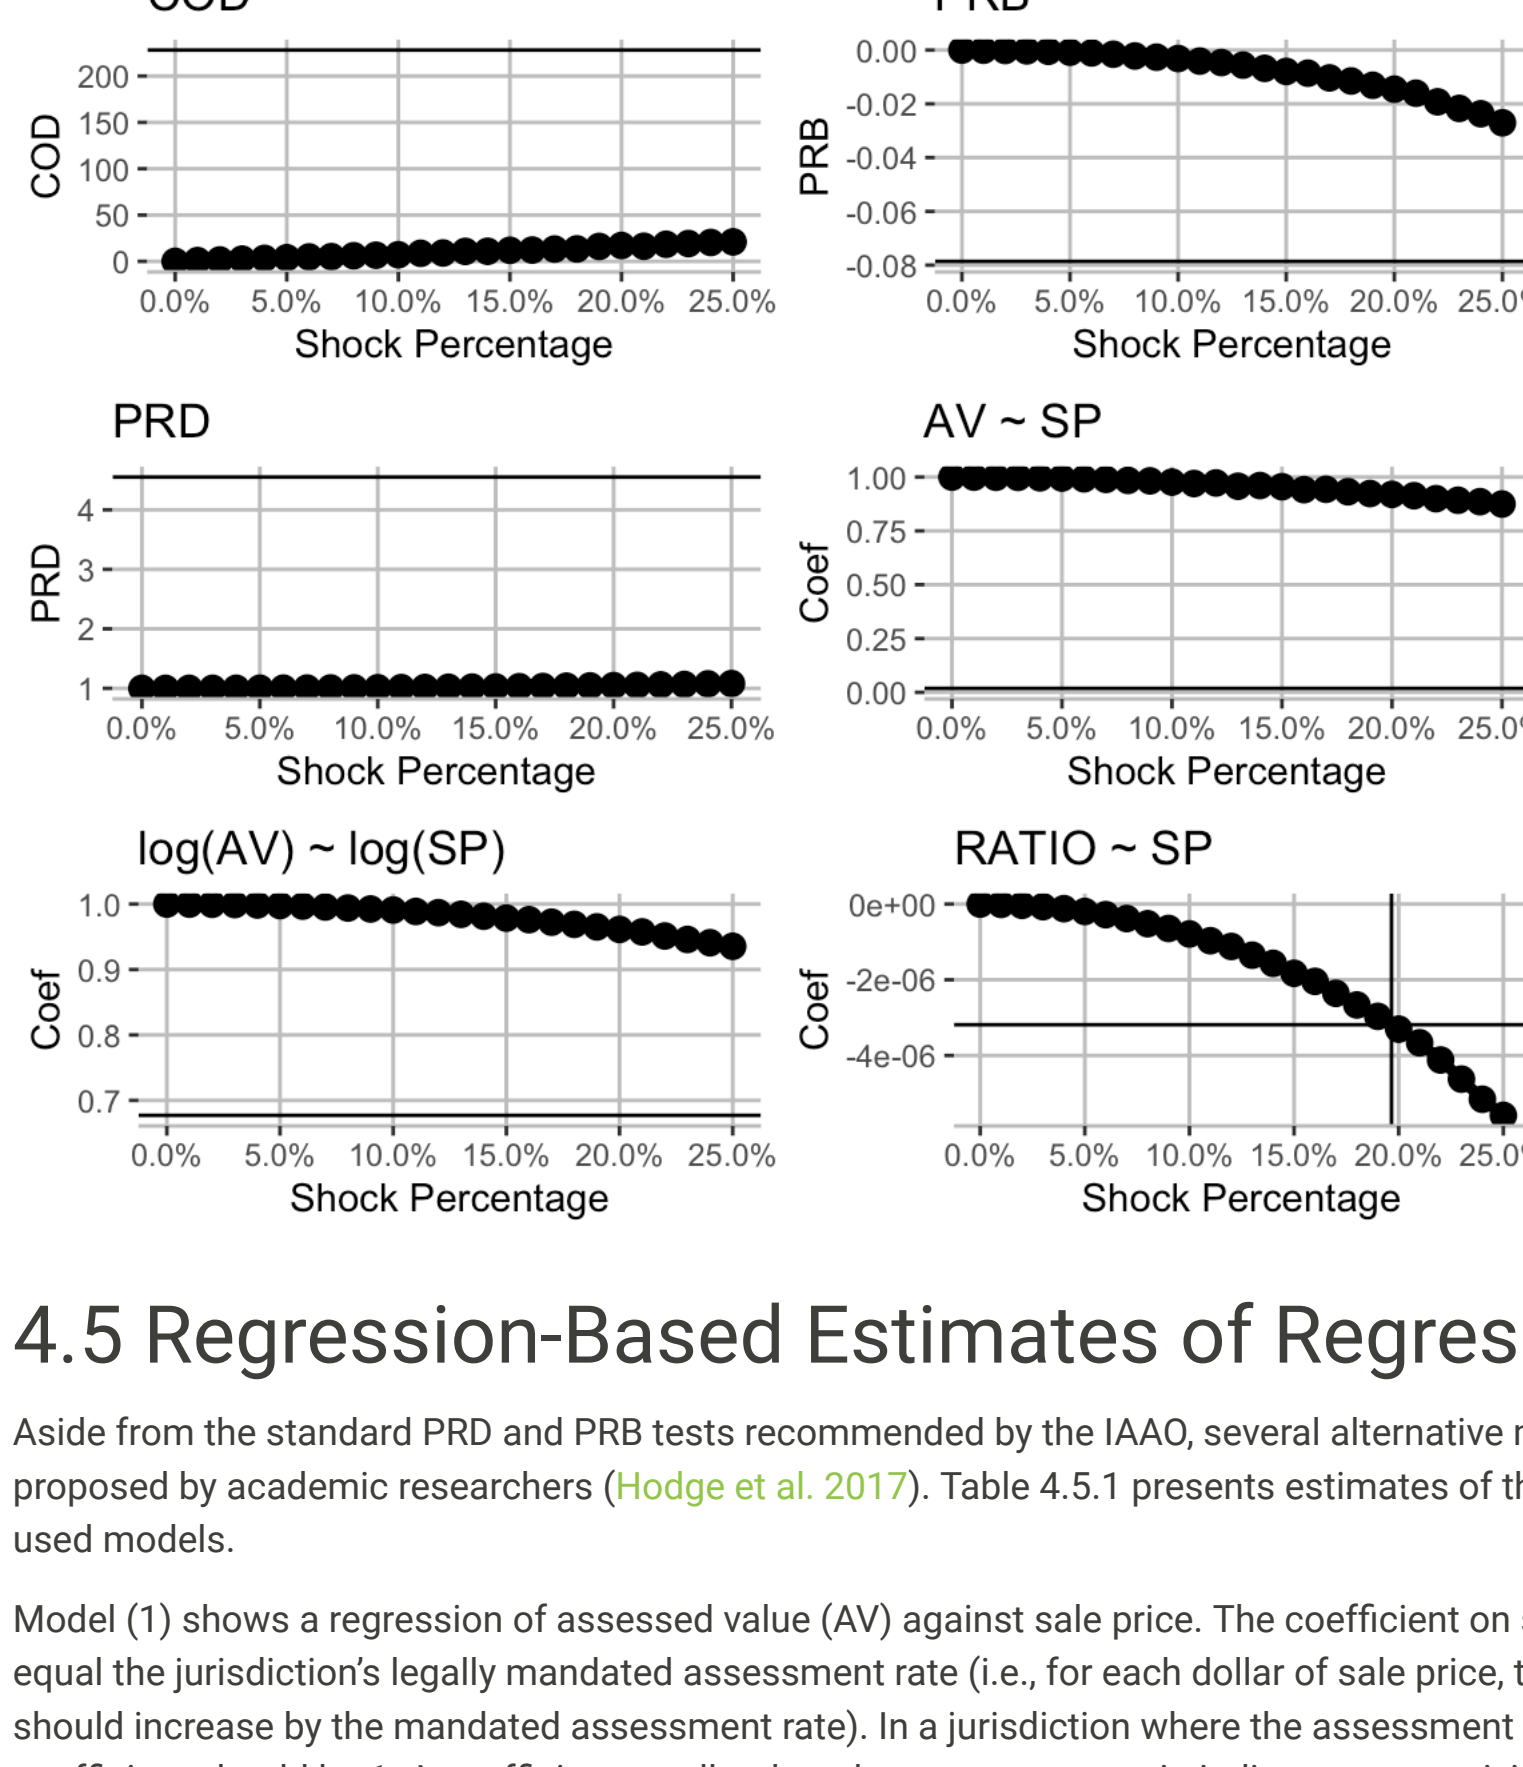 COD
PRB
COD
200
150
100
50
0
0.0% 5.0% 10.0% 15.0% 20.0% 25.0%
Shock Percentage
PRB
0.00
-0.02
-0.04
-0.06
-0.08
0.0% 5.0% 10.0% 15.0% 20.0% 25.0%
Shock Percentage
PRD
PRD
4
3
2
1
0.0% 5.0% 10.0% 15.0% 20.0% 25.0%
Shock Percentage
AV ~ SP
Coef
1.00
0.75
0.50
0.25
0.00
0.0% 5.0% 10.0% 15.0% 20.0% 25.0%
Shock Percentage
log(AV) ~ log(SP)
Coef
1.0
0.9
0.8
0.7
0.0% 5.0% 10.0% 15.0% 20.0% 25.0%
Shock Percentage
RATIO ~ SP
Coef
0e+00
-2e-06
-4e-06
0.0% 5.0% 10.0% 15.0% 20.0% 25.0%
Shock Percentage
4.5 Regression-Based Estimates of Regres
Aside from the standard PRD and PRB tests recommended by the IAAO, several alternative
proposed by academic researchers (Hodge et al. 2017). Table 4.5.1 presents estimates of
used models.
Model (1) shows a regression of assessed value (AV) against sale price. The coefficient on
equal the jurisdiction's legally mandated assessment rate (i.e., for each dollar of sale price,
should increase by the mandated assessment rate). In a jurisdiction where the assessment